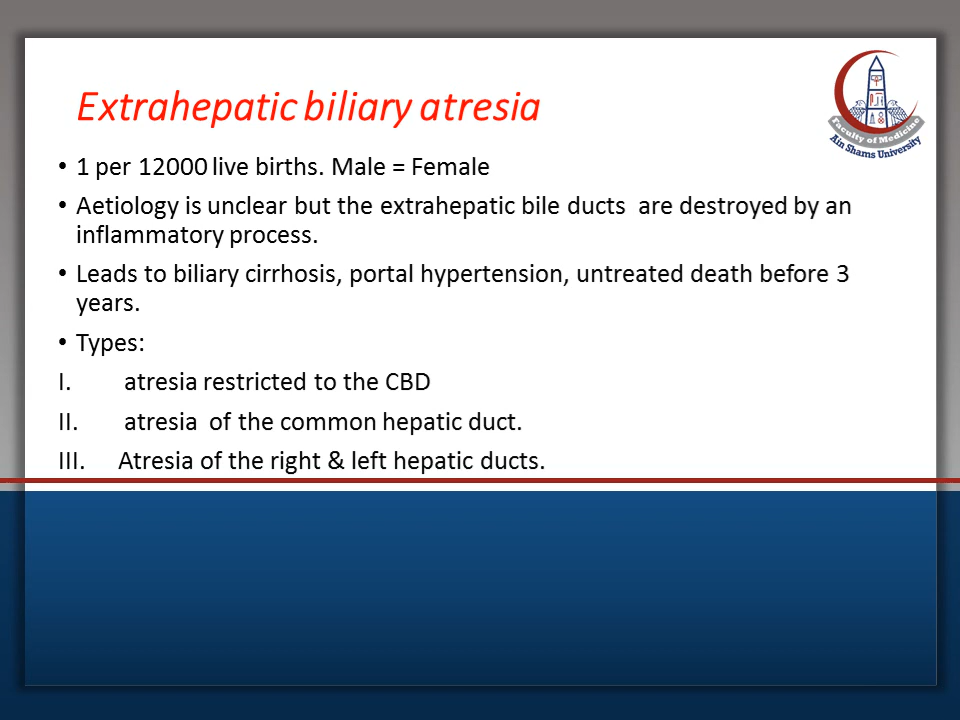 Extrahepatic biliary atresia
Faculty of Medicine
Ain Shams University
• 1 per 12000 live births. Male = Female
• Aetiology is unclear but the extrahepatic bile ducts  are destroyed by an
inflammatory process.
• Leads to biliary cirrhosis, portal hypertension, untreated death before 3
years.
• Types:
I. atresia restricted to the CBD
II. atresia  of the common hepatic duct.
III. Atresia of the right & left hepatic ducts.